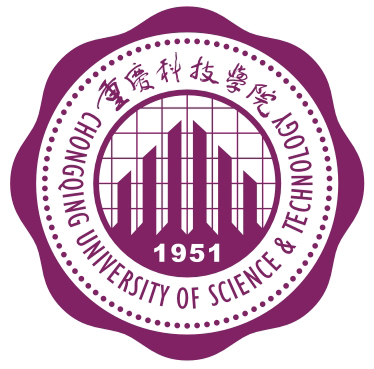 重慶科技學院
CHONGQING UNIVERSITY OF SCIENCE & TECHNOLOGY
1951